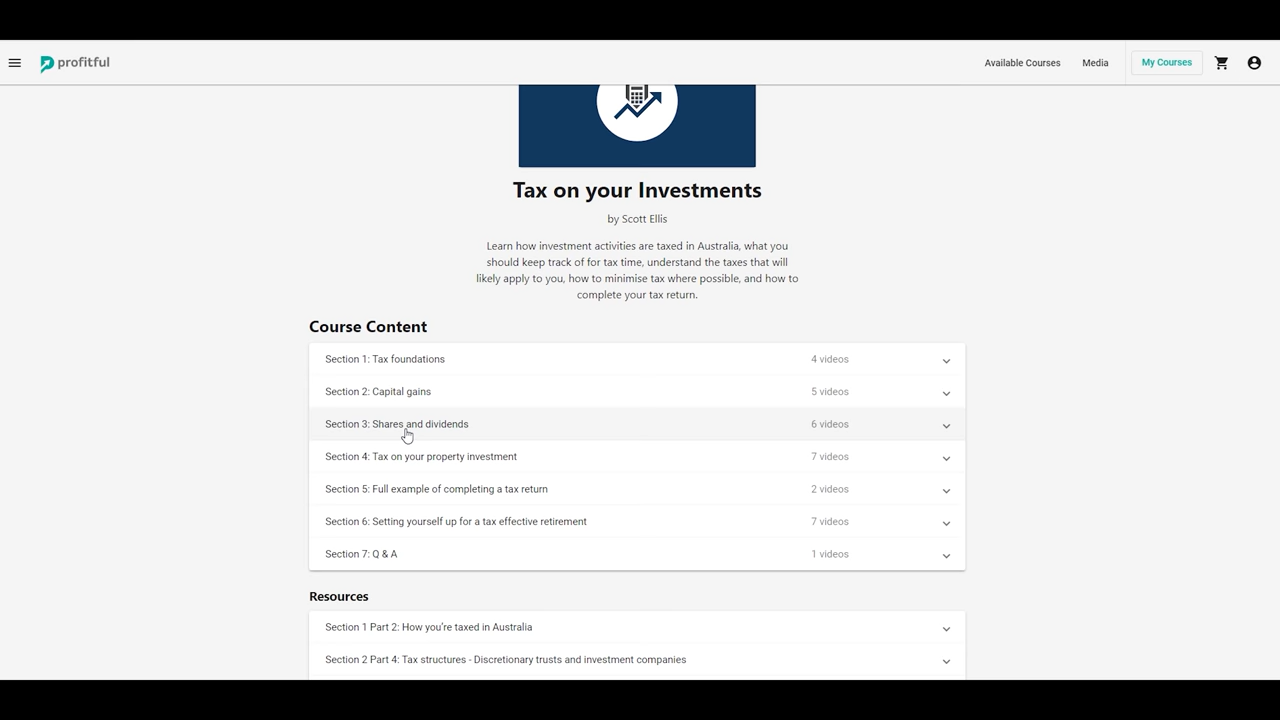 profitful
Available Courses
Media
My Courses
Tax on your Investments
by Scott Ellis
Learn how investment activities are taxed in Australia, what you
should keep track of for tax time, understand the taxes that will
likely apply to you, how to minimise tax where possible, and how to
complete your tax return.
Course Content
Section 1: Tax foundations 4 videos
Section 2: Capital gains 5 videos
Section 3: Shares and dividends 6 videos
Section 4: Tax on your property investment 7 videos
Section 5: Full example of completing a tax return 2 videos
Section 6: Setting yourself up for a tax effective retirement 7 videos
Section 7: Q & A 1 videos
Resources
Section 1 Part 2: How you're taxed in Australia
Section 2 Part 4: Tax structures - Discretionary trusts and investment companies